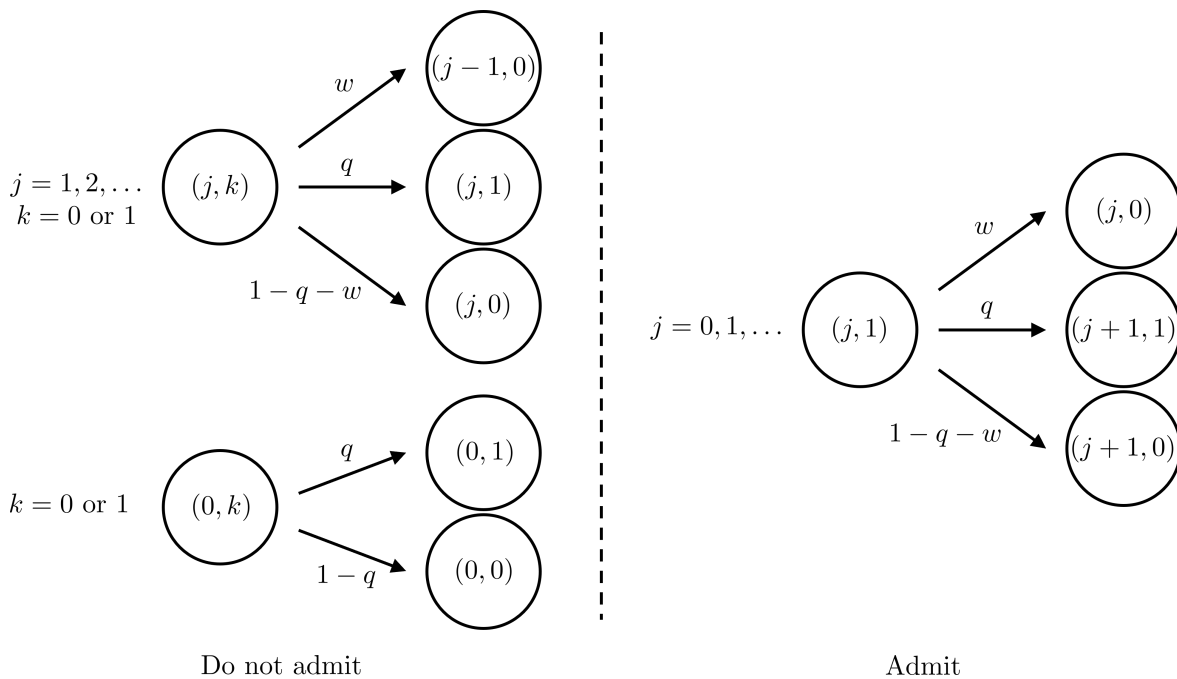 (j − 1, 0)
w
j = 1, 2, . . .
k = 0 or 1
(j, k)
q
(j, 1)
1 − q − w
(j, 0)
k = 0 or 1
(0, k)
q
(0, 1)
1 − q
(0, 0)
Do not admit
(j, 0)
w
j = 0, 1, . . .
(j, 1)
q
(j + 1, 1)
1 − q − w
(j + 1, 0)
Admit